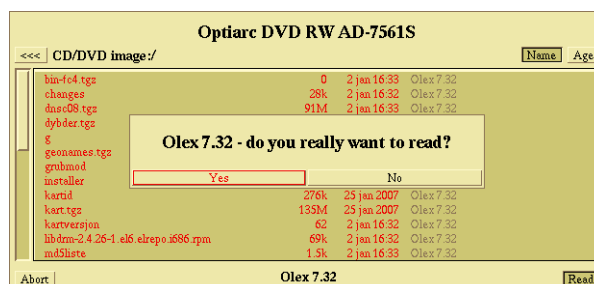 Optiarc DVD RW AD-7561S
<<< CD/DVD image:/ Name Age
bin-fc4.tgz 0 2 jan 16:33 Olex 7.32
changes 28k 2 jan 16:32 Olex 7.32
dnsc08.tgz 91M 2 jan 16:33 Olex 7.32
dybder.tgz
g
geonames.tgz
grubmod
installer
Olex 7.32 - do you really want to read?
Yes No
kartid 276k 25 jan 2007 Olex 7.32
kart.tgz 135M 25 jan 2007 Olex 7.32
kartversjon 62 2 jan 16:32 Olex 7.32
libdrm-2.4.26-1.el6.elrepo.i686.rpm 69k 2 jan 16:32 Olex 7.32
md5liste 1.5k 2 jan 16:33 Olex 7.32
Abort Olex 7.32 Read